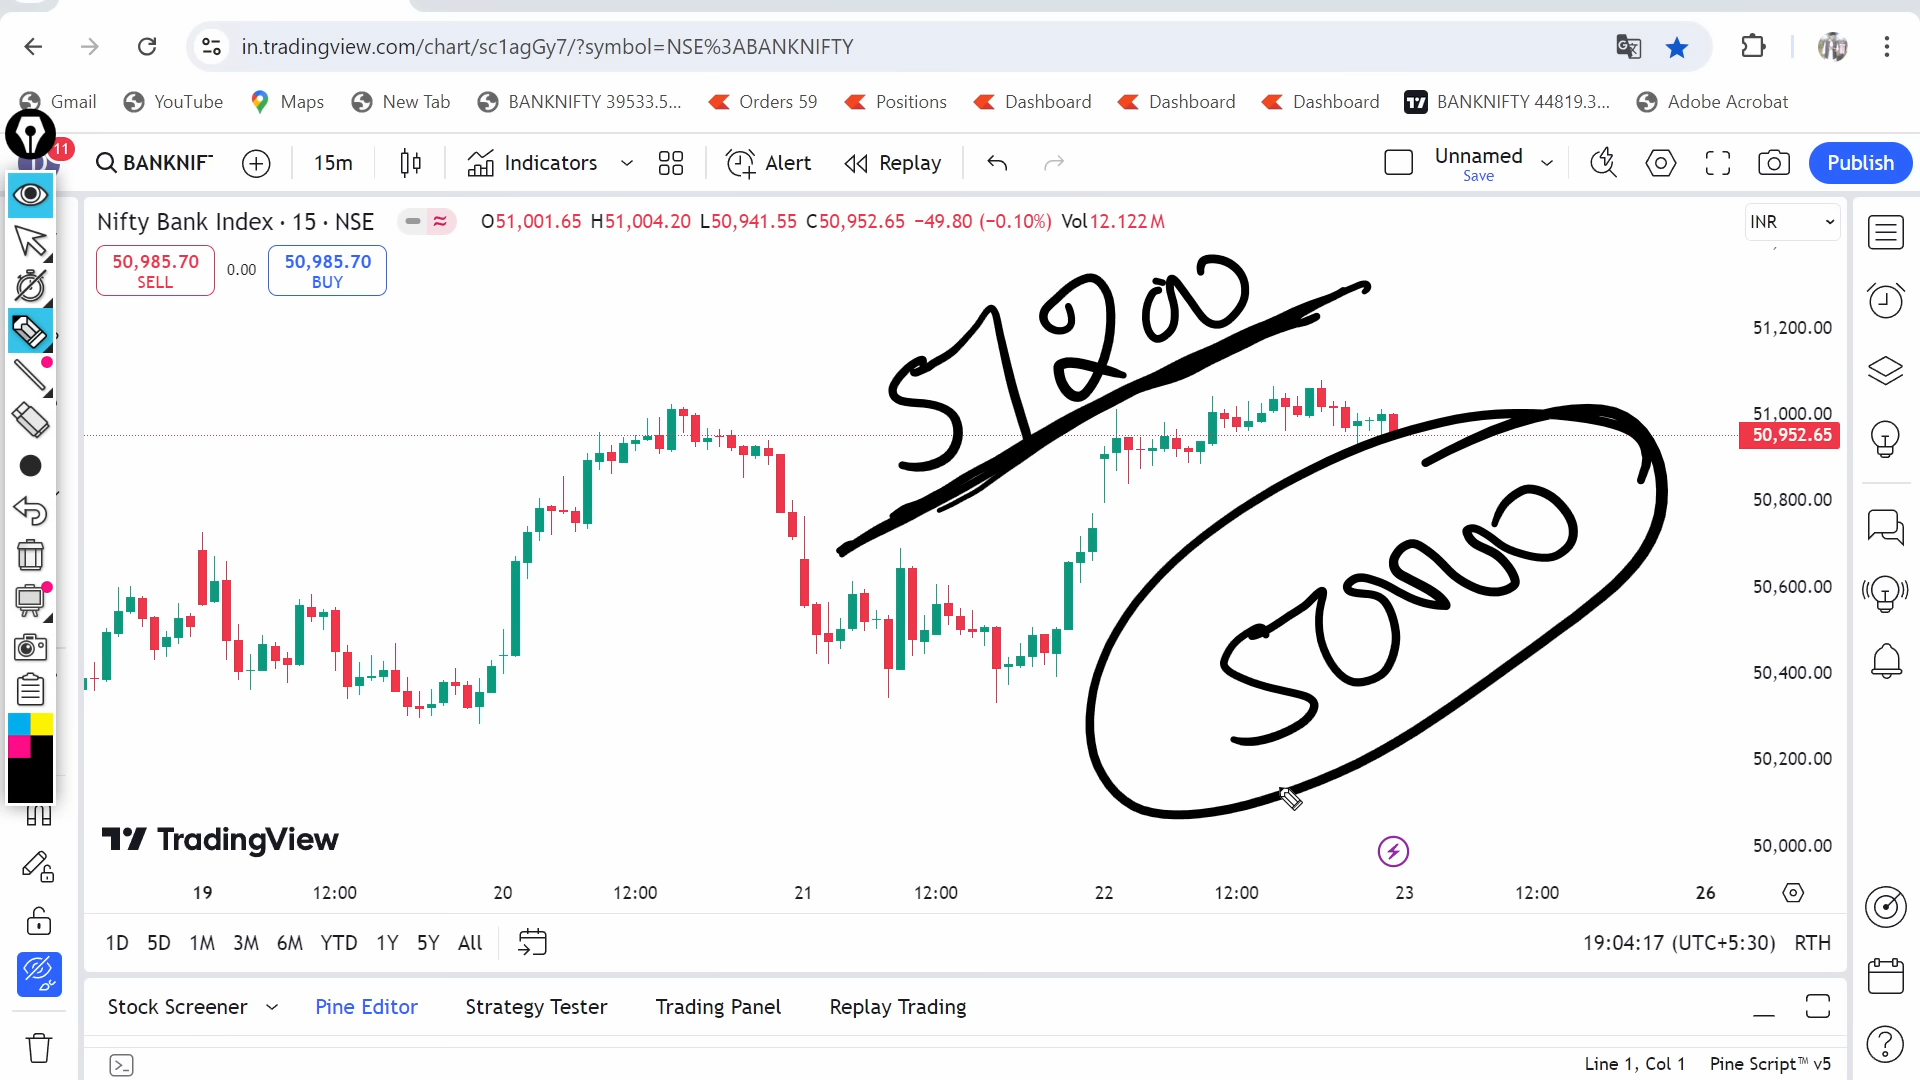 in.tradingview.com/chart/sc1agGy7/?symbol=NSE%3ABANKNIFTY
Gmail YouTube Maps New Tab BANKNIFTY 39533.5... Orders 59 Positions Dashboard Dashboard Dashboard BANKNIFTY 44819.3... Adobe Acrobat
11
BANKNIF 15m Indicators Alert Replay Unnamed Save Publish
Nifty Bank Index · 15 · NSE O51,001.65 H51,004.20 L50,941.55 C50,952.65 −49.80 (−0.10%) Vol12.122 M INR
50,985.70 SELL 0.00 50,985.70 BUY
51200
51,200.00
51,000.00
50,952.65
50,800.00
50,600.00
50,400.00
50,200.00
50,000.00
TradingView
19 12:00 20 12:00 21 12:00 22 12:00 23 12:00 26
1D 5D 1M 3M 6M YTD 1Y 5Y All 19:04:17 (UTC+5:30) RTH
Stock Screener Pine Editor Strategy Tester Trading Panel Replay Trading
Line 1, Col 1 Pine Script™ v5